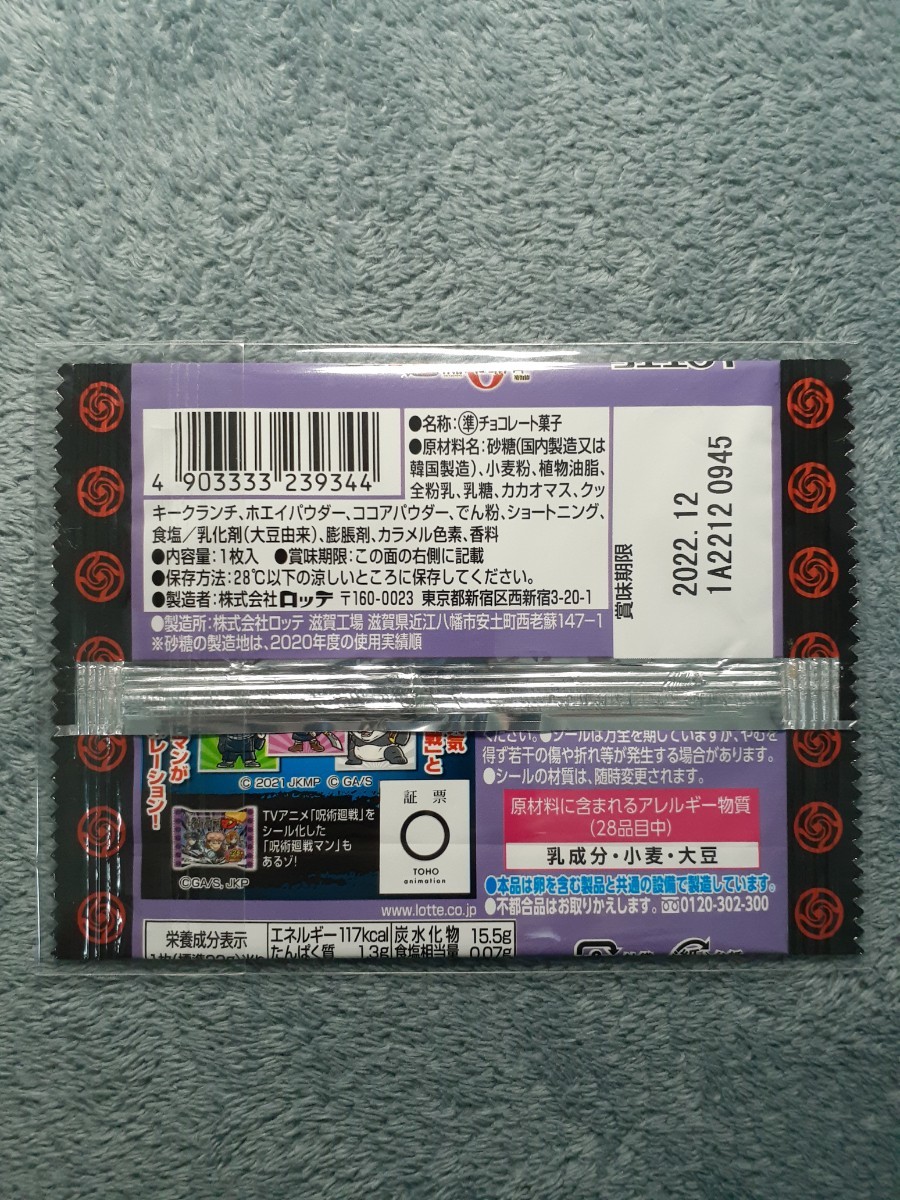 ●名称：㊜チョコレート菓子
●原材料名：砂糖(国内製造又は
韓国製造)、小麦粉、植物油脂、
全粉乳、乳糖、カカオマス、クッ
キークランチ、ホエイパウダー、ココアパウダー、でん粉、ショートニング、
食塩／乳化剤(大豆由来)、膨脹剤、カラメル色素、香料
●内容量：1枚入 ●賞味期限：この面の右側に記載
●保存方法：28℃以下の涼しいところに保存してください。
●製造者：株式会社ロッテ 〒160-0023 東京都新宿区西新宿3-20-1
●製造所：株式会社ロッテ 滋賀工場 滋賀県近江八幡市安土町西老蘇147-1
※砂糖の製造地は、2020年度の使用実績順
4 903333 239344
賞味期限
2022.12
1A2212 0945
気
戦」と
マンが
レーション！
© 2021 JKMP © GA/S
TVアニメ「呪術廻戦」を
シール化した
「呪術廻戦マン」も
あるゾ！
©GA/S, JKP
証票
TOHO
animation
www.lotte.co.jp
ください。●シールは万全を期していますが、やむを
得ず若干の傷や折れ等が発生する場合があります。
●シールの材質は、随時変更されます。
原材料に含まれるアレルギー物質
(28品目中)
乳成分・小麦・大豆
●本品は卵を含む製品と共通の設備で製造しています。
●不都合品はお取りかえします。0120-302-300
栄養成分表示
エネルギー 117kcal 炭水化物 15.5g
たんぱく質 1.3g 食塩相当量 0.07g